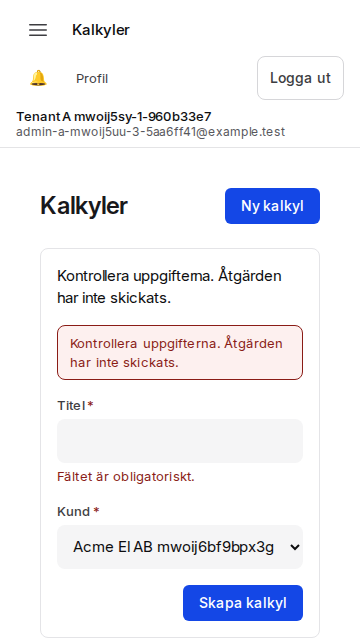 Kalkyler
Profil
Logga ut
Tenant A mwoij5sy-1-960b33e7
admin-a-mwoij5uu-3-5aa6ff41@example.test
Kalkyler
Ny kalkyl
Kontrollera uppgifterna. Åtgärden
har inte skickats.
Kontrollera uppgifterna. Åtgärden
har inte skickats.
Titel *
Fältet är obligatoriskt.
Kund *
Acme El AB mwoij6bf9bpx3g
Skapa kalkyl